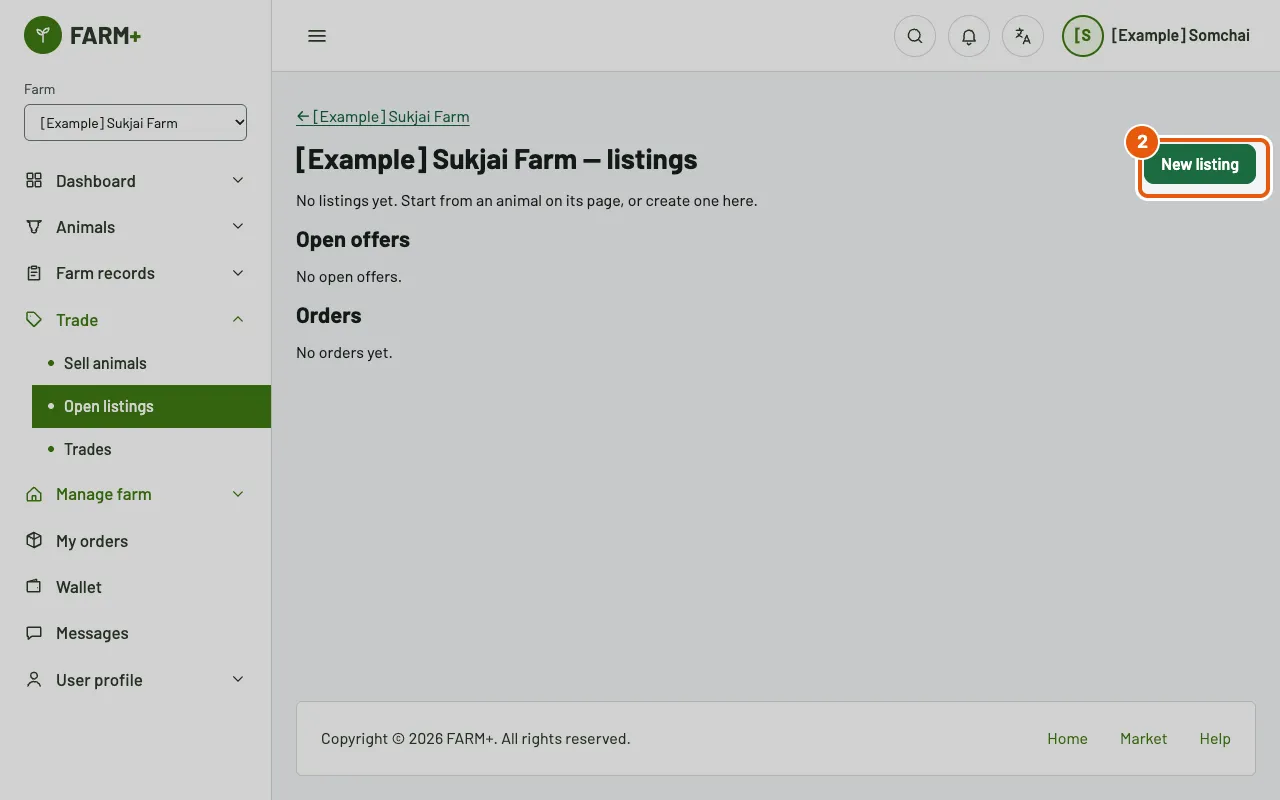 FARM+
Farm
[Example] Sukjai Farm
Dashboard
Animals
Farm records
Trade
Sell animals
Open listings
Trades
Manage farm
My orders
Wallet
Messages
User profile
[S
[Example] Somchai
← [Example] Sukjai Farm
[Example] Sukjai Farm — listings
2
New listing
No listings yet. Start from an animal on its page, or create one here.
Open offers
No open offers.
Orders
No orders yet.
Copyright © 2026 FARM+. All rights reserved.
Home
Market
Help